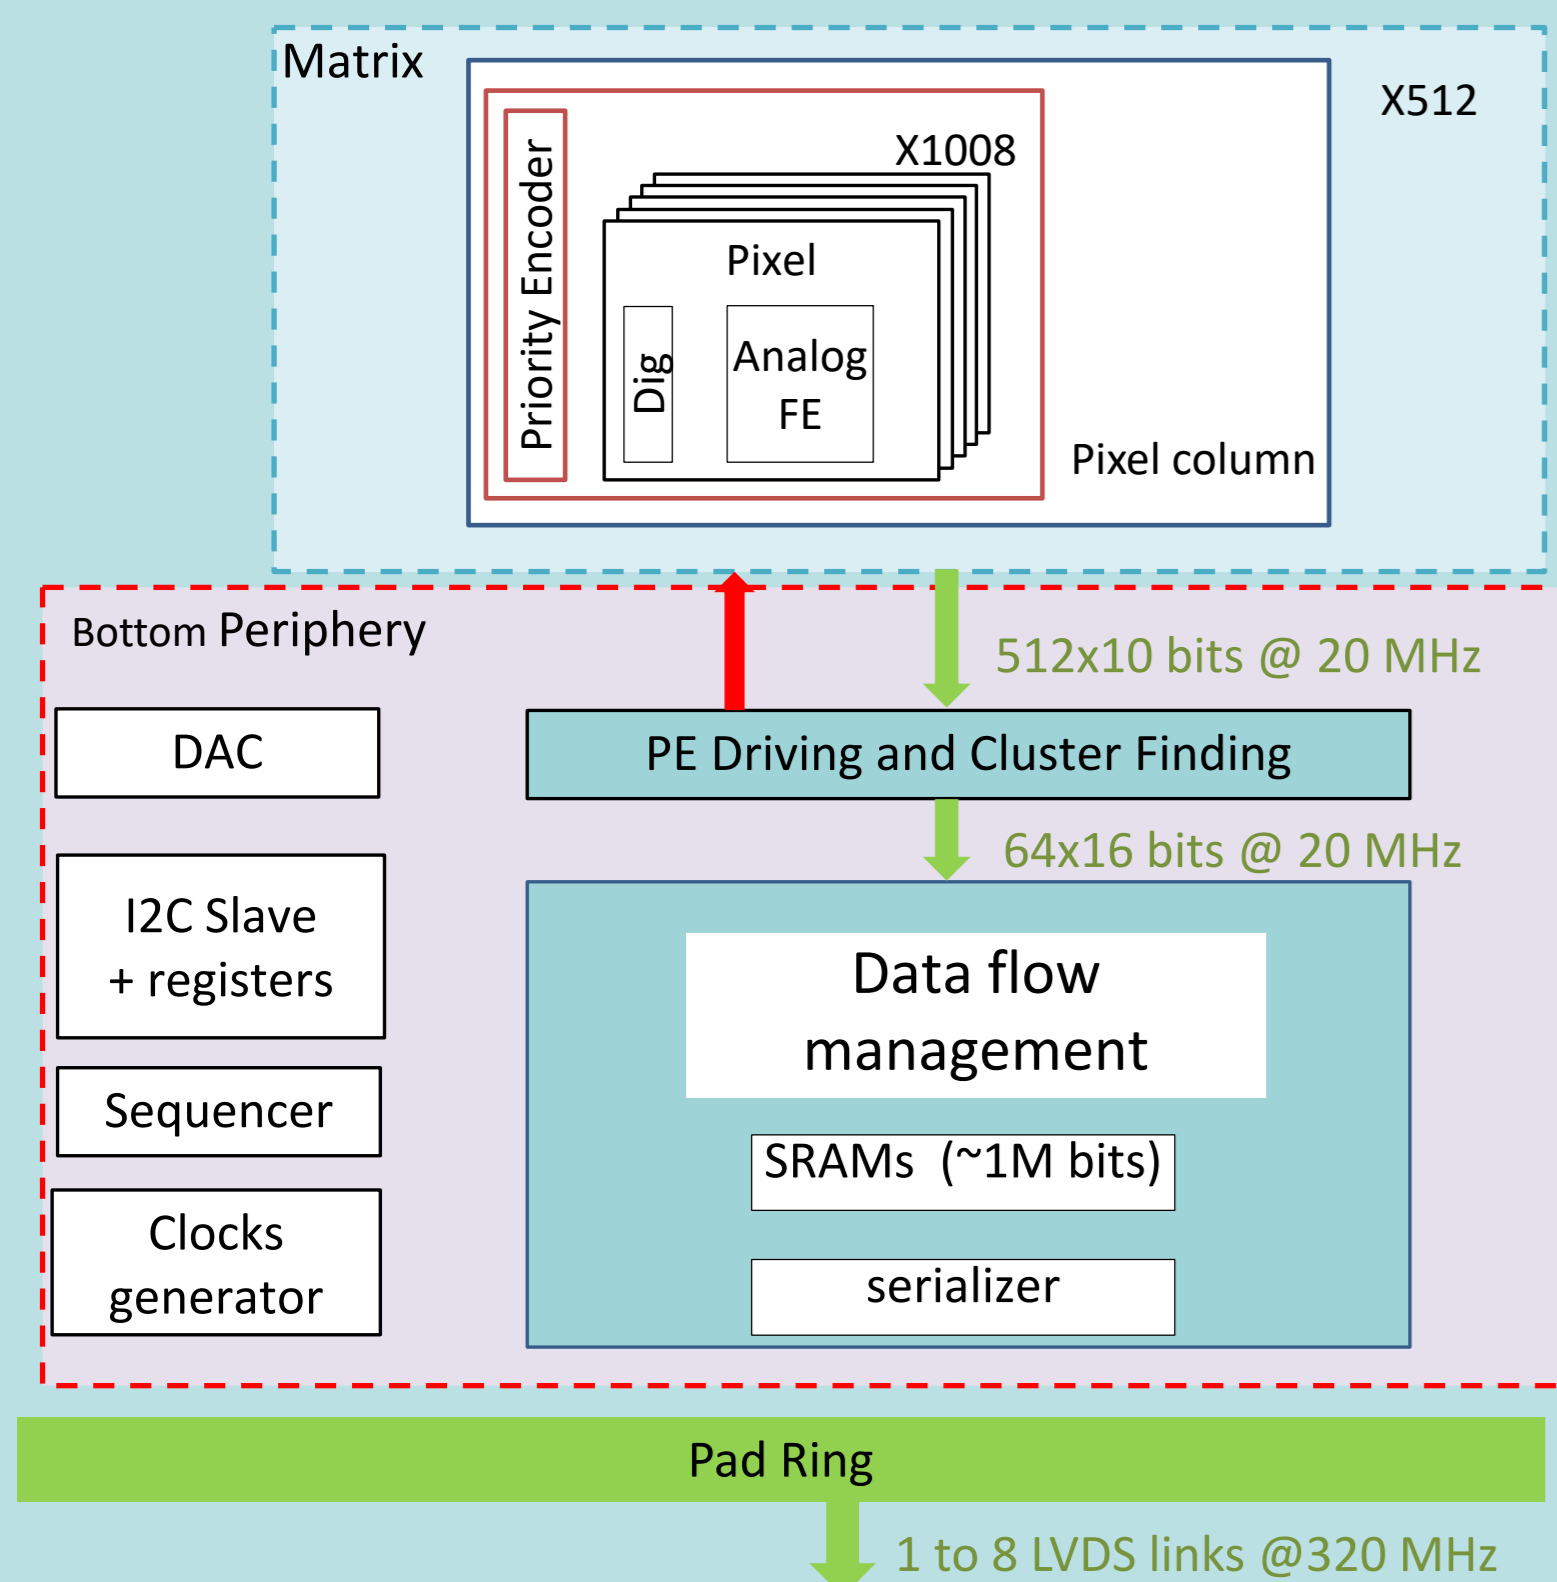 Matrix
X512
X1008
Priority Encoder
Pixel
Dig
Analog
FE
Pixel column
Bottom Periphery
512x10 bits @ 20 MHz
DAC
PE Driving and Cluster Finding
64x16 bits @ 20 MHz
I2C Slave
+ registers
Data flow
management
Sequencer
SRAMs (~1M bits)
Clocks
generator
serializer
Pad Ring
1 to 8 LVDS links @320 MHz